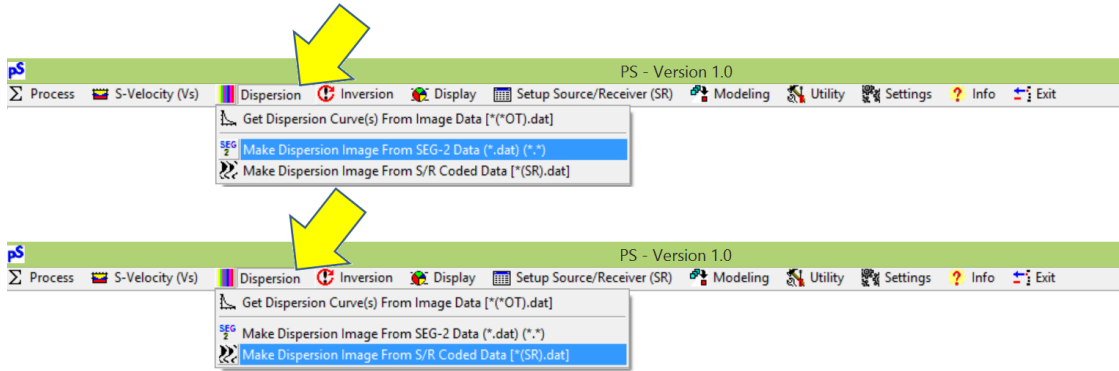 pS PS - Version 1.0
Σ Process S-Velocity (Vs) Dispersion Inversion Display Setup Source/Receiver (SR) Modeling Utility Settings ? Info Exit
Get Dispersion Curve(s) From Image Data [*(*OT).dat]
SEG 2 Make Dispersion Image From SEG-2 Data (*.dat) (*.*)
Make Dispersion Image From S/R Coded Data [*(SR).dat]
pS PS - Version 1.0
Σ Process S-Velocity (Vs) Dispersion Inversion Display Setup Source/Receiver (SR) Modeling Utility Settings ? Info Exit
Get Dispersion Curve(s) From Image Data [*(*OT).dat]
SEG 2 Make Dispersion Image From SEG-2 Data (*.dat) (*.*)
Make Dispersion Image From S/R Coded Data [*(SR).dat]